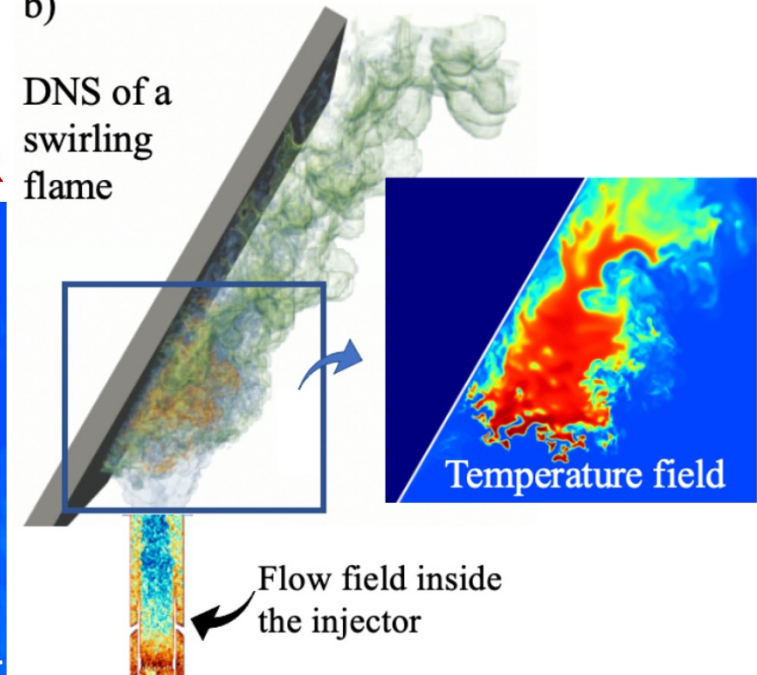 b)
DNS of a
swirling
flame
Temperature field
Flow field inside
the injector